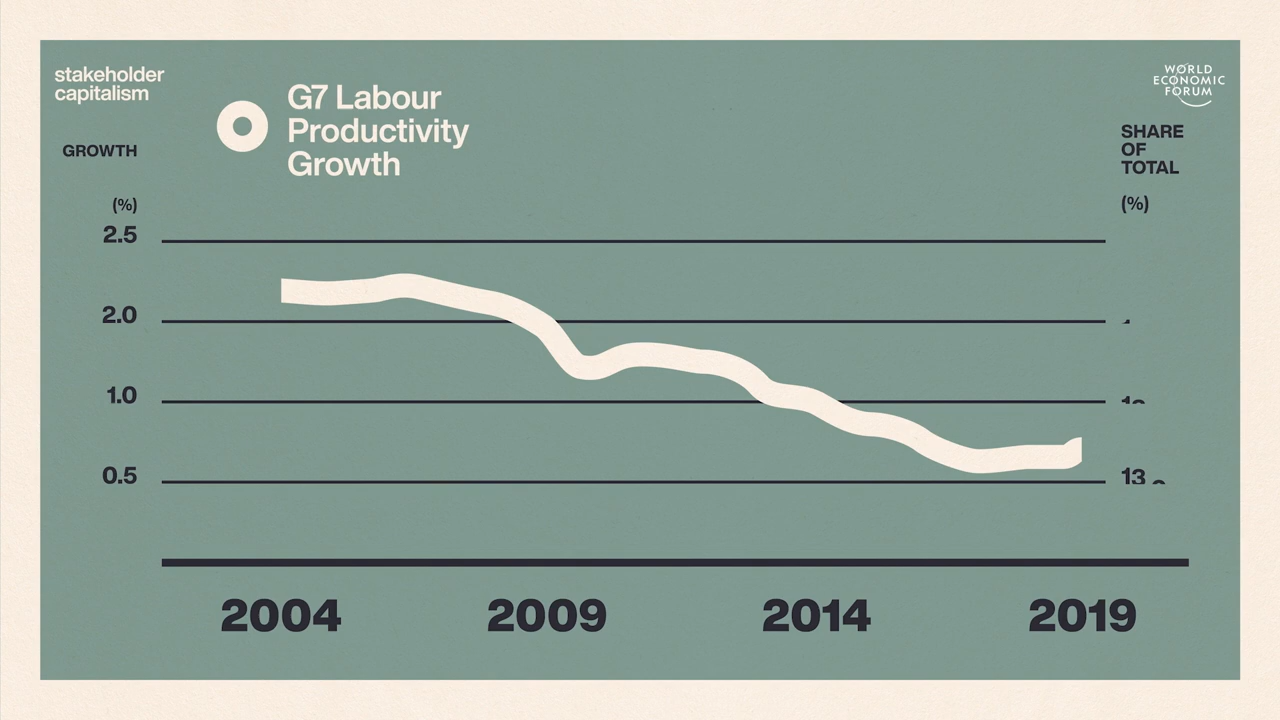 stakeholder
capitalism
WORLD
ECONOMIC
FORUM
G7 Labour
Productivity
Growth
GROWTH
(%)
SHARE
OF
TOTAL
(%)
2.5
2.0
1.0
0.5
13
2004
2009
2014
2019